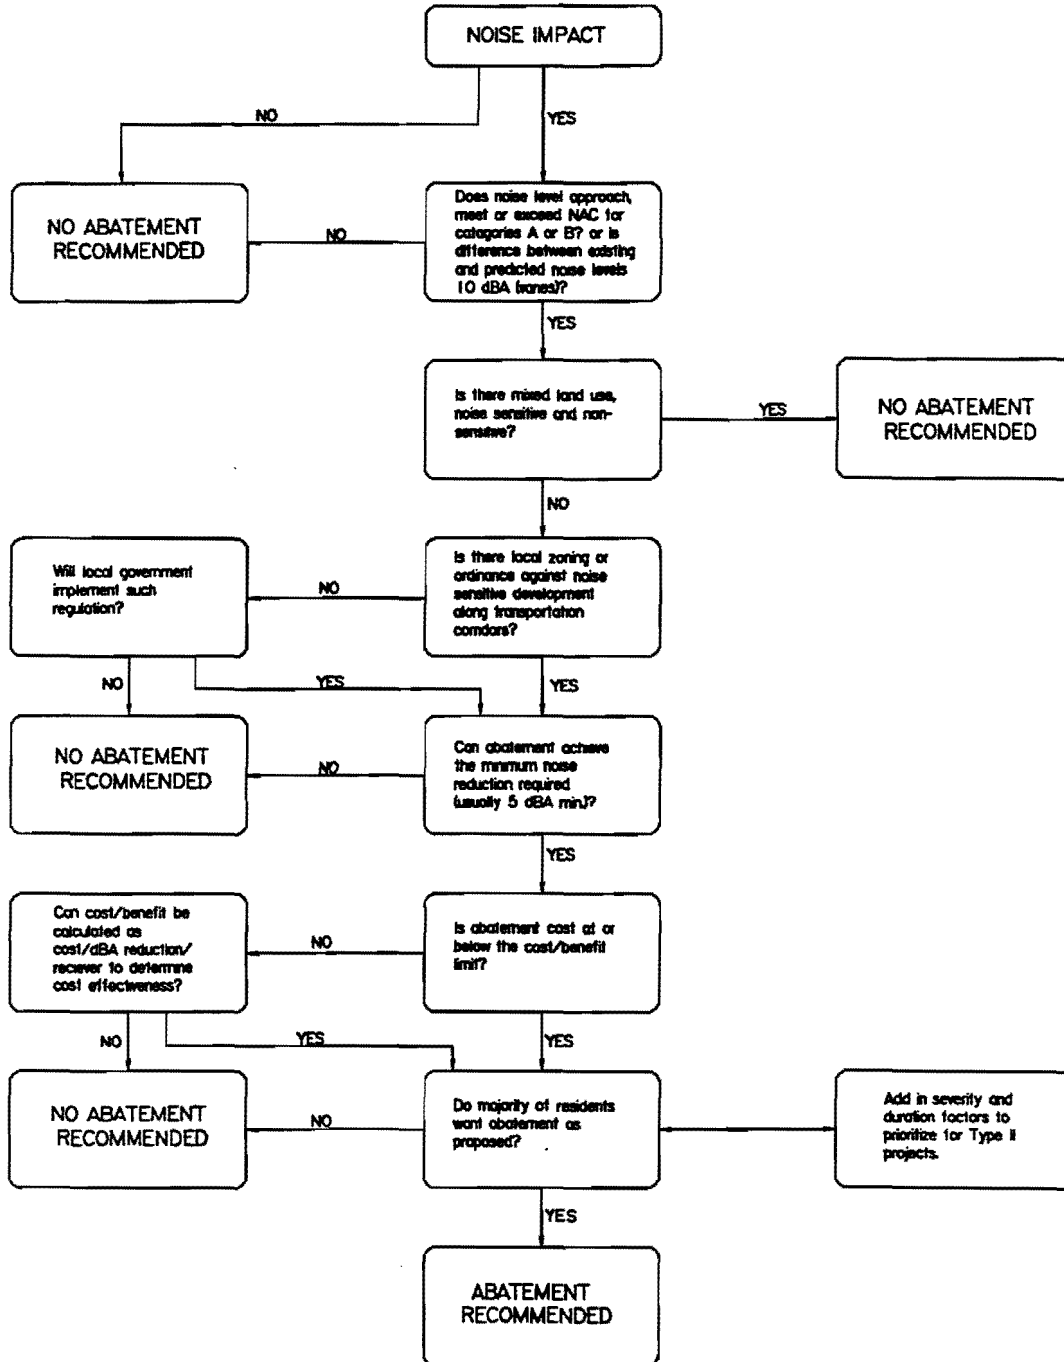 NOISE IMPACT
NO
YES
NO ABATEMENT
RECOMMENDED
NO
Does noise level approach,
meet or exceed NAC for
catagories A or B? or is
difference between existing
and predicted noise levels
10 dBA (varies)?
YES
Is there mixed land use,
noise sensitive and non-
sensitive?
YES
NO ABATEMENT
RECOMMENDED
NO
Will local government
implement such
regulation?
NO
Is there local zoning or
ordinance against noise
sensitive development
along transportation
corridors?
NO
YES
YES
NO ABATEMENT
RECOMMENDED
NO
Can abatement achieve
the minimum noise
reduction required
(usually 5 dBA min.)?
YES
Can cost/benefit be
calculated as
cost/dBA reduction/
reciever to determine
cost effectiveness?
NO
Is abatement cost at or
below the cost/benefit
limit?
NO
YES
YES
NO ABATEMENT
RECOMMENDED
NO
Do majority of residents
want abatement as
proposed?
Add in severity and
duration factors to
prioritize for Type II
projects.
YES
ABATEMENT
RECOMMENDED